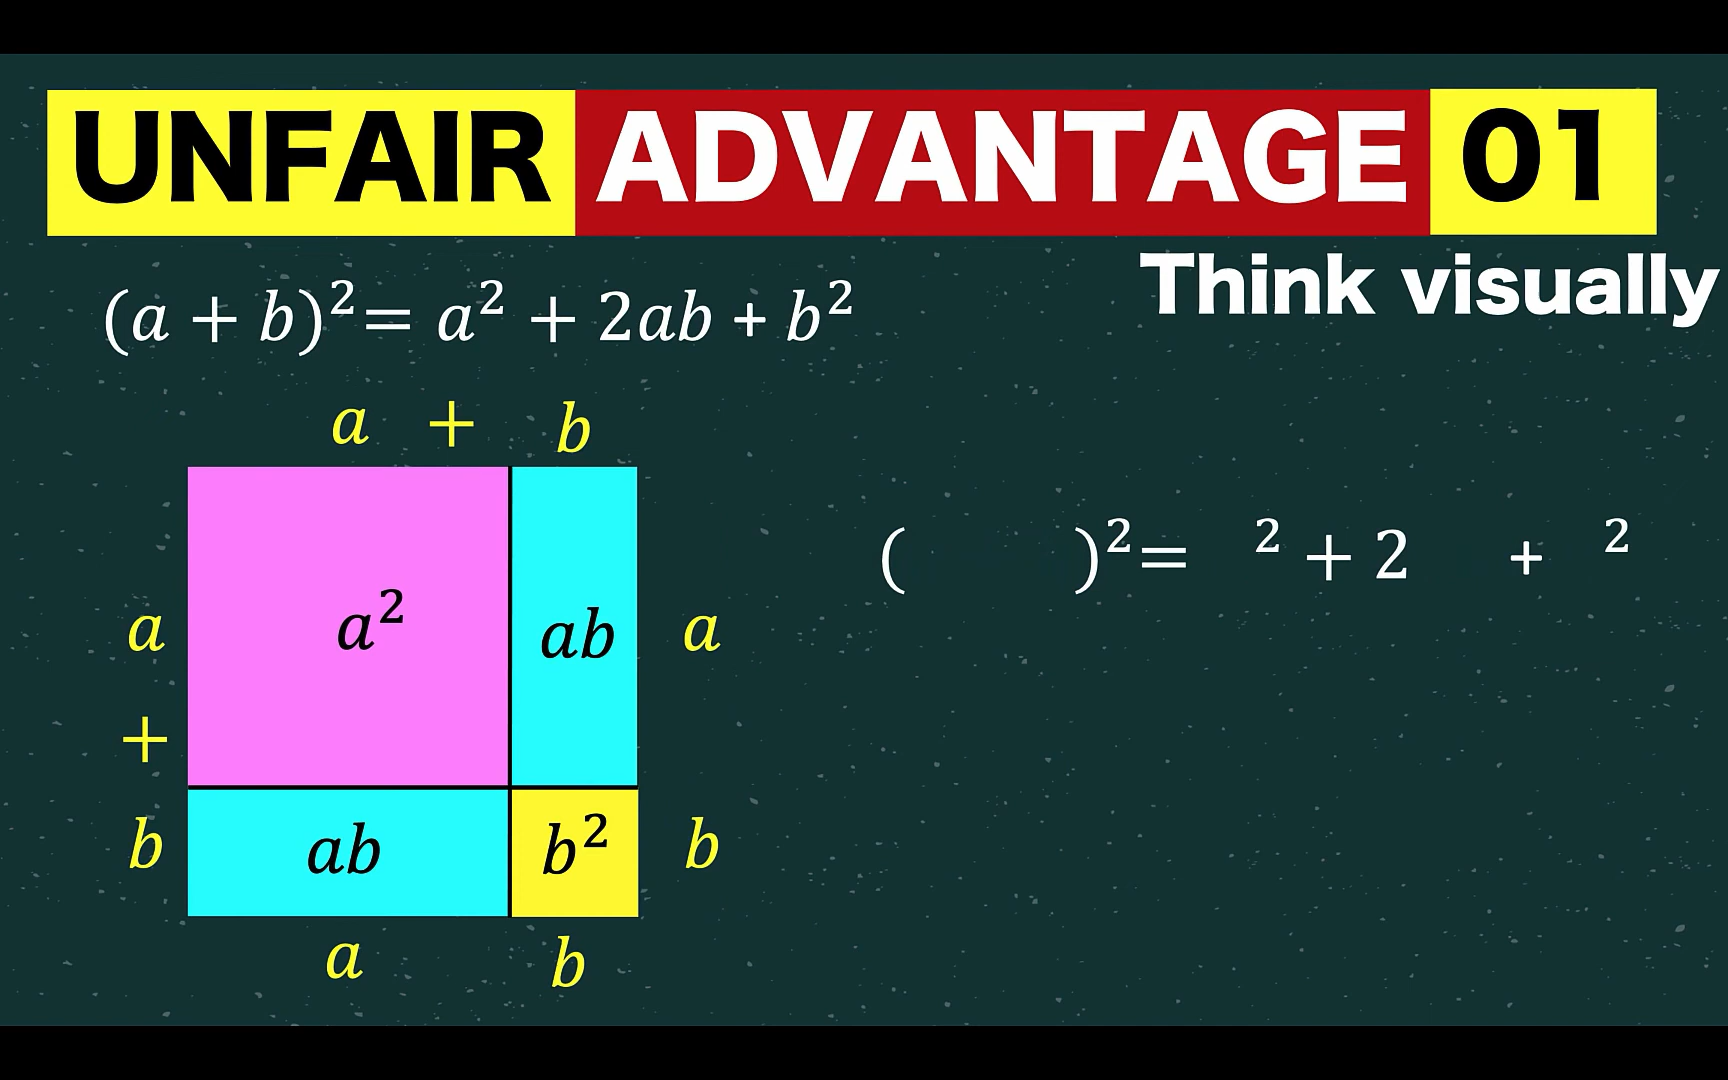 UNFAIR ADVANTAGE 01
Think visually
(a + b)² = a² + 2ab + b²
a + b
a² ab
a a
+
b b
ab b²
a b
( )² = ² + 2 + ²